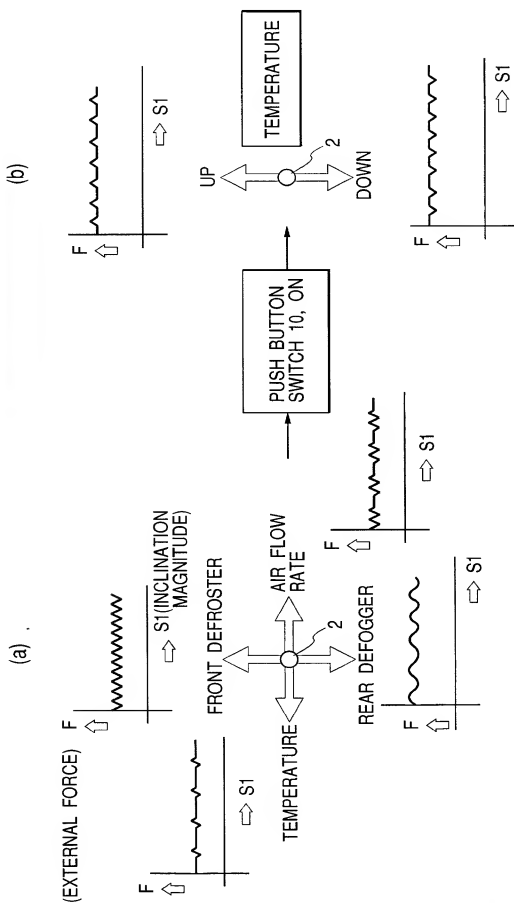 (a)
(EXTERNAL FORCE)
F
S1(INCLINATION
MAGNITUDE)
F
S1
FRONT DEFROSTER
TEMPERATURE
AIR FLOW
RATE
2
REAR DEFOGGER
F
S1
F
S1
PUSH BUTTON
SWITCH 10, ON
(b)
F
S1
UP
2
DOWN
TEMPERATURE
F
S1